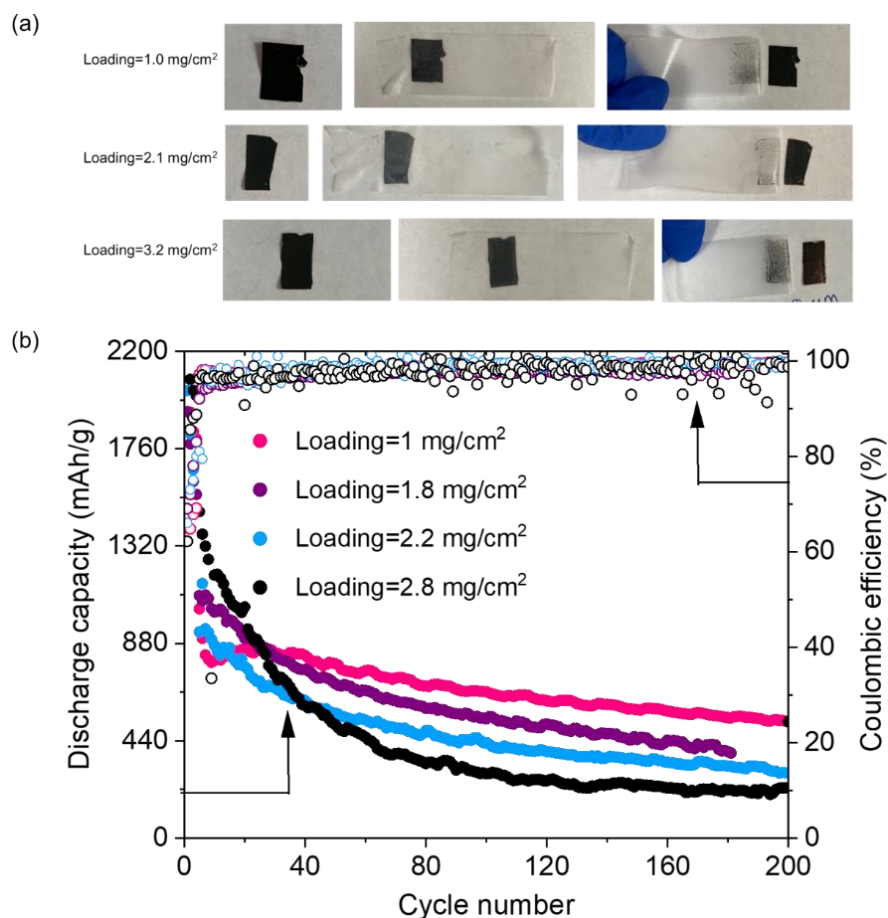 (a)
Loading=1.0 mg/cm²
Loading=2.1 mg/cm²
Loading=3.2 mg/cm²
(b)
2200
1760
1320
880
440
0
Discharge capacity (mAh/g)
Loading=1 mg/cm²
Loading=1.8 mg/cm²
Loading=2.2 mg/cm²
Loading=2.8 mg/cm²
100
80
60
40
20
0
Coulombic efficiency (%)
0 40 80 120 160 200
Cycle number